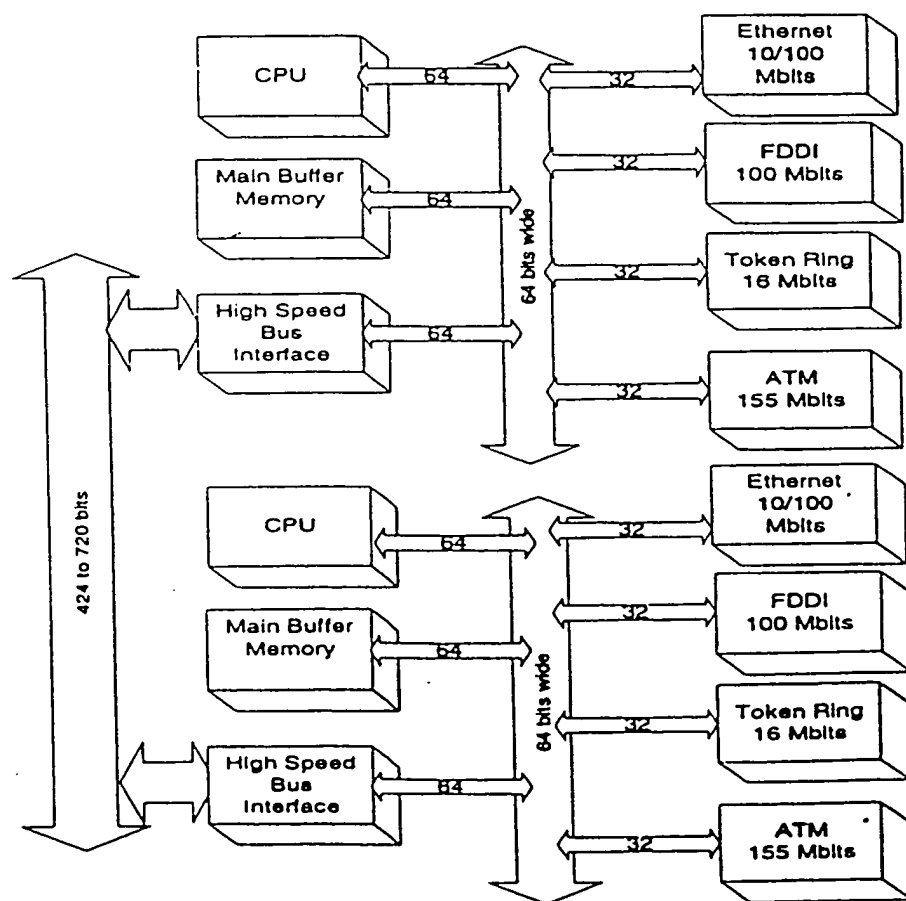 CPU
64
Main Buffer
Memory
64
High Speed
Bus
Interface
64
64 bits wide
32
Ethernet
10/100
Mbits
32
FDDI
100 Mbits
32
Token Ring
16 Mbits
32
ATM
155 Mbits
424 to 720 bits
CPU
64
Main Buffer
Memory
64
High Speed
Bus
Interface
64
64 bits wide
32
Ethernet
10/100
Mbits
32
FDDI
100 Mbits
32
Token Ring
16 Mbits
32
ATM
155 Mbits